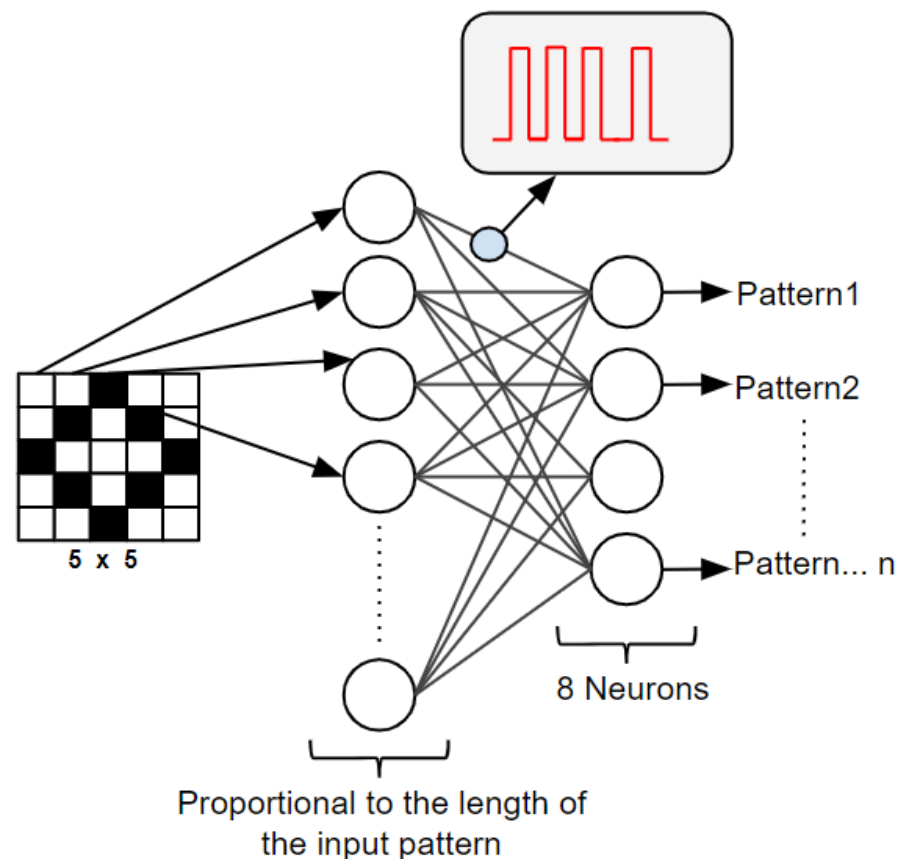 Pattern1
Pattern2
5 x 5
Pattern... n
8 Neurons
Proportional to the length of
the input pattern